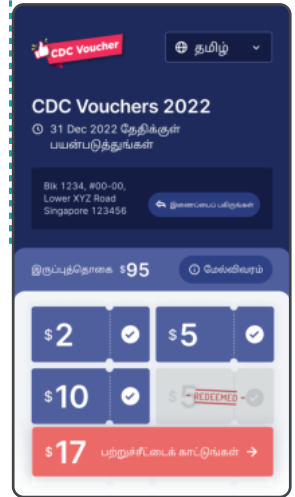 CDC Voucher
தமிழ்
CDC Vouchers 2022
31 Dec 2022 தேதிக்குள்
பயன்படுத்துங்கள்
Blk 1234, #00-00,
Lower XYZ Road
Singapore 123456
இணைப்பைப் பகிருங்கள்
இருப்புத்தொகை $95
மேல்விவரம்
$2
$5
$10
$5
REDEEMED
$17 பற்றுச்சீட்டைக் காட்டுங்கள் →